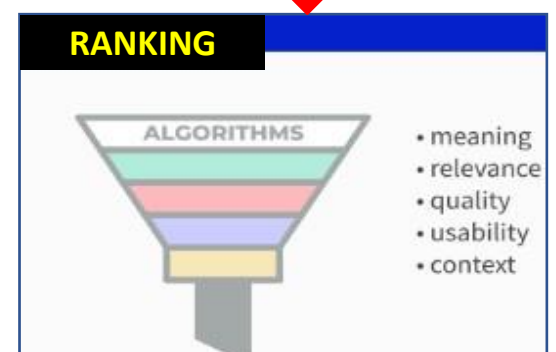 RANKING
ALGORITHMS
• meaning
• relevance
• quality
• usability
• context